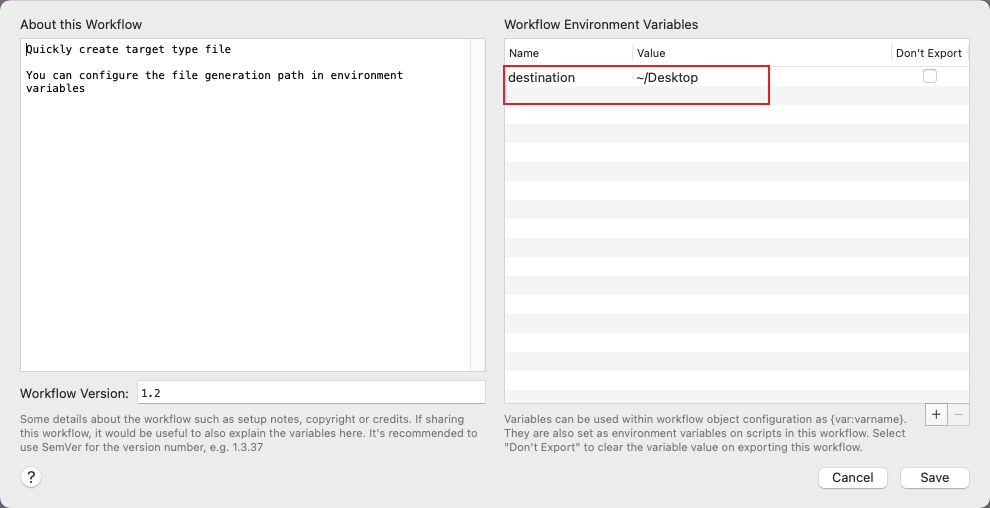 About this Workflow
Quickly create target type file
You can configure the file generation path in environment
variables
Workflow Version: 1.2
Some details about the workflow such as setup notes, copyright or credits. If sharing
this workflow, it would be useful to also explain the variables here. It's recommended to
use SemVer for the version number, e.g. 1.3.37
?
Workflow Environment Variables
Name Value Don't Export
destination ~/Desktop
+ −
Variables can be used within workflow object configuration as {var:varname}.
They are also set as environment variables on scripts in this workflow. Select
"Don't Export" to clear the variable value on exporting this workflow.
Cancel Save